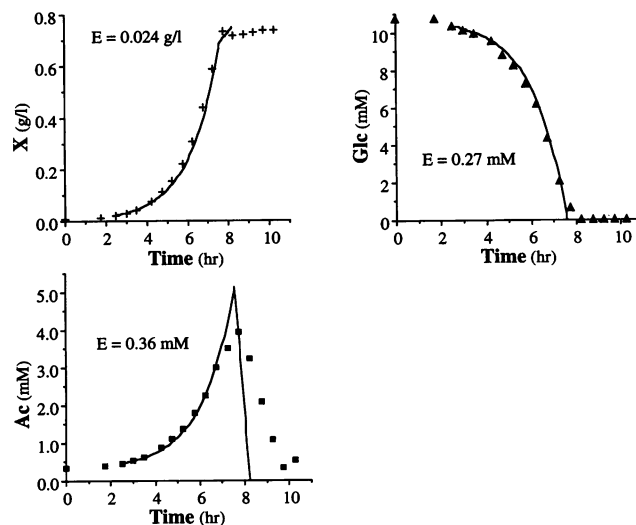 0.8
E = 0.024 g/l
0.6
0.4
X (g/l)
0.2
0.0
0 2 4 6 8 10
Time (hr)
10
8
6
Glc (mM)
4
E = 0.27 mM
2
0
0 2 4 6 8 10
Time (hr)
5.0
4.0
E = 0.36 mM
3.0
Ac (mM)
2.0
1.0
0.0
0 2 4 6 8 10
Time (hr)